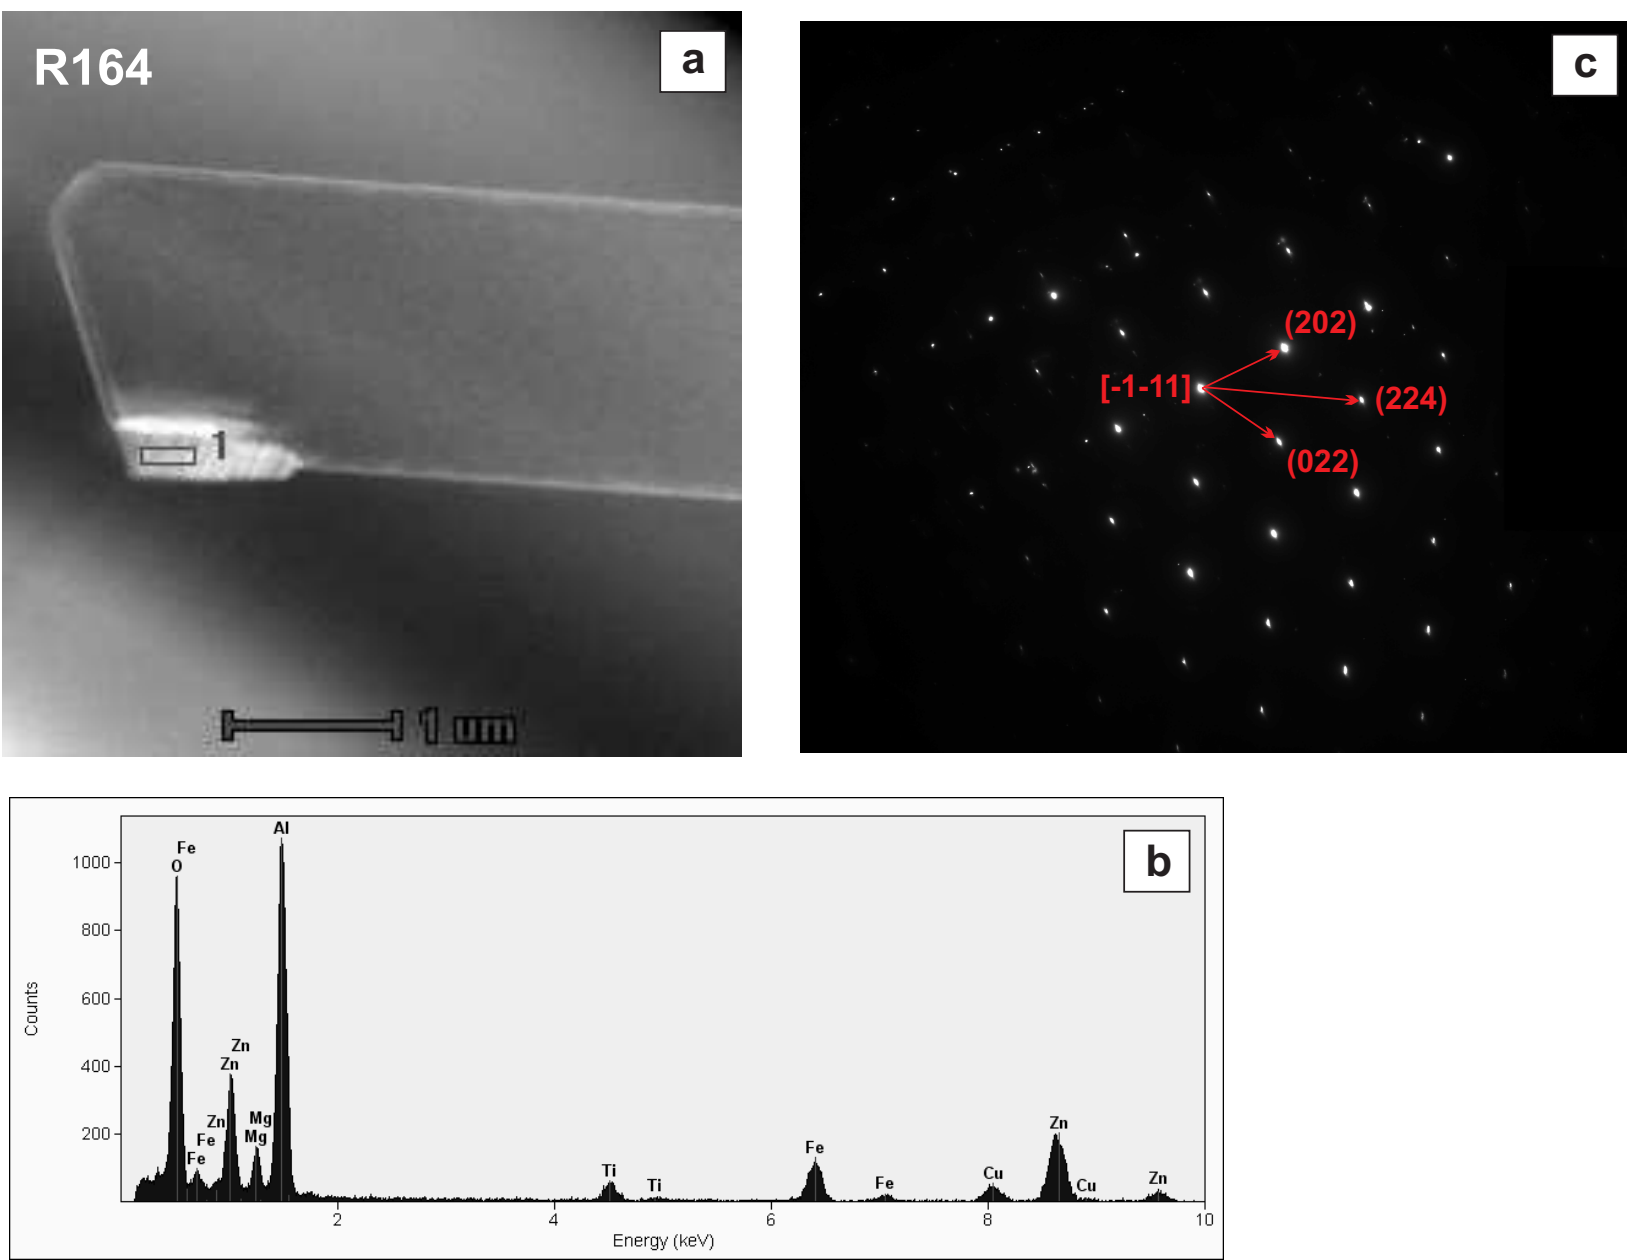 R164
a
1
1 µm
c
(202)
[-1-11]
(224)
(022)
b
Counts
1000
800
600
400
200
Fe
O
Al
Zn
Zn
Zn
Fe
Fe
Mg
Mg
Ti
Ti
Fe
Fe
Cu
Zn
Cu
Zn
2
4
6
8
10
Energy (keV)